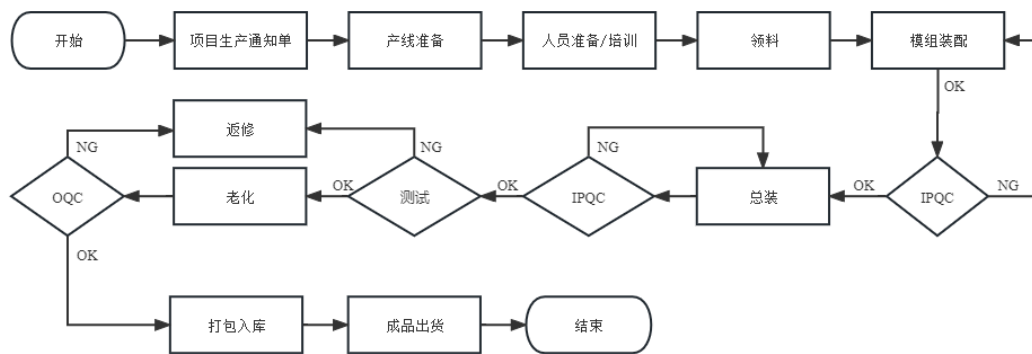 开始
项目生产通知单
产线准备
人员准备/培训
领料
模组装配
OK
返修
NG
NG
NG
OQC
老化
OK
测试
OK
IPQC
总装
OK
IPQC
NG
OK
打包入库
成品出货
结束